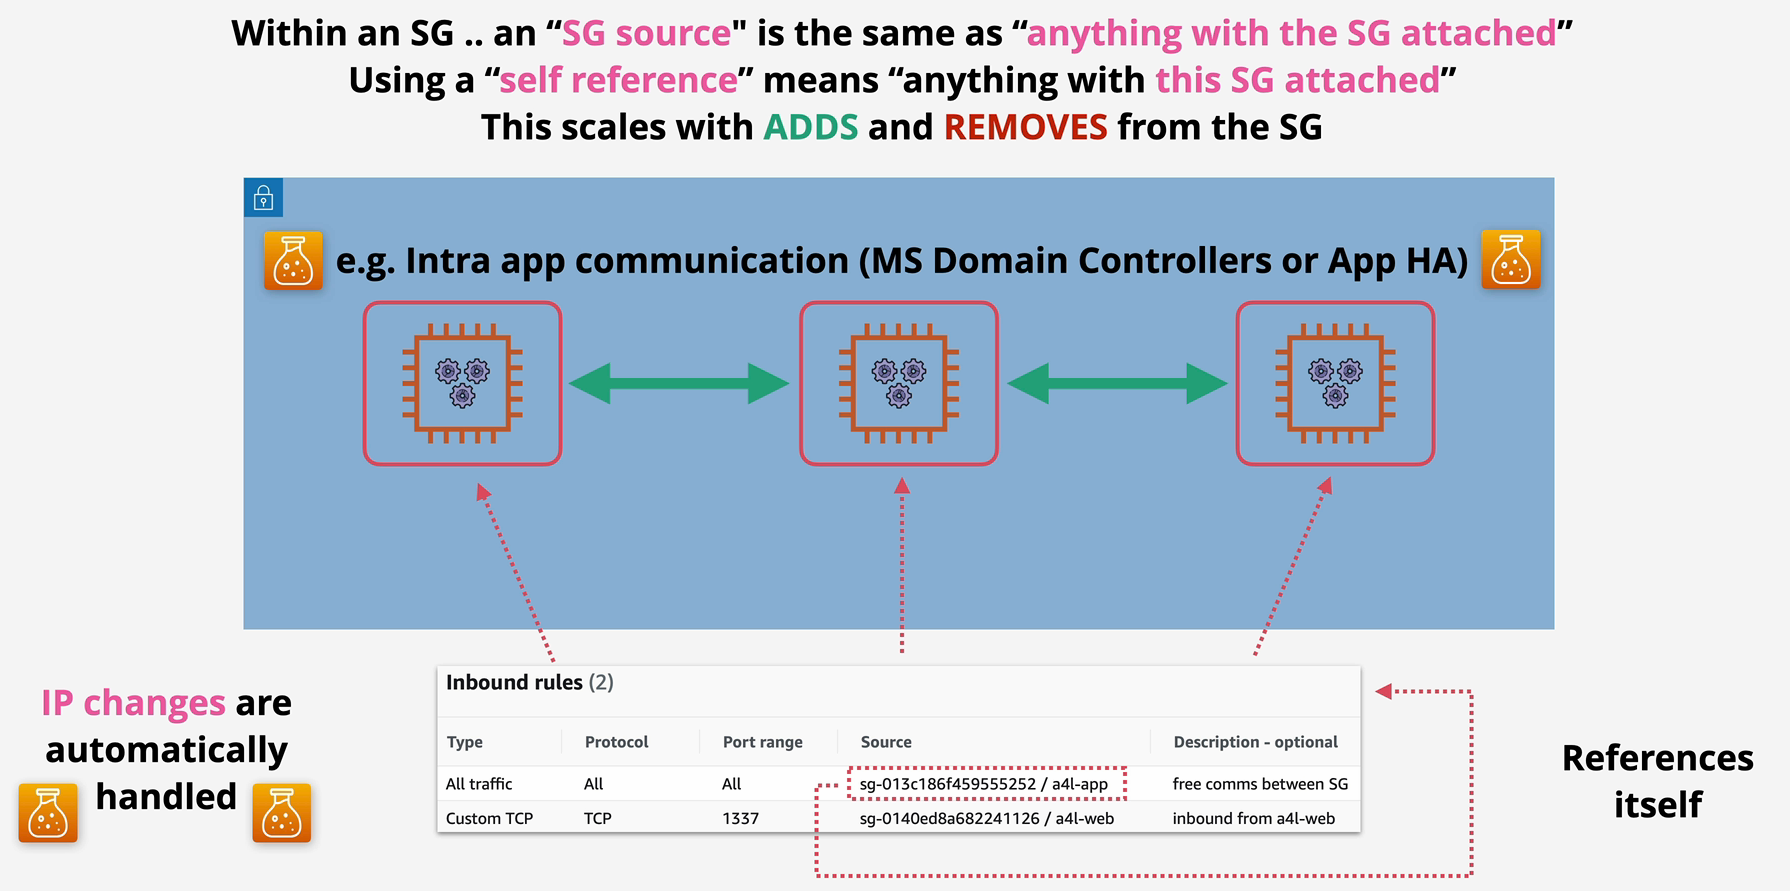 Within an SG .. an “SG source" is the same as “anything with the SG attached”
Using a “self reference” means “anything with this SG attached”
This scales with ADDS and REMOVES from the SG
e.g. Intra app communication (MS Domain Controllers or App HA)
IP changes are
automatically
handled
Inbound rules (2)
Type Protocol Port range Source Description - optional
All traffic All All sg-013c186f459555252 / a4l-app free comms between SG
Custom TCP TCP 1337 sg-0140ed8a682241126 / a4l-web inbound from a4l-web
References
itself